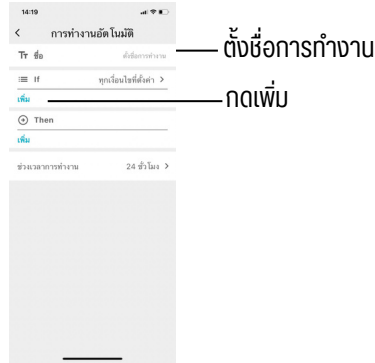 14:19
การทำงานอัตโนมัติ
ชื่อ ตั้งชื่อการทำงาน
ตั้งชื่อการทำงาน
If ทุกเงื่อนไขที่ตั้งค่า
เพิ่ม
กดเพิ่ม
Then
เพิ่ม
ช่วงเวลาการทำงาน 24 ชั่วโมง